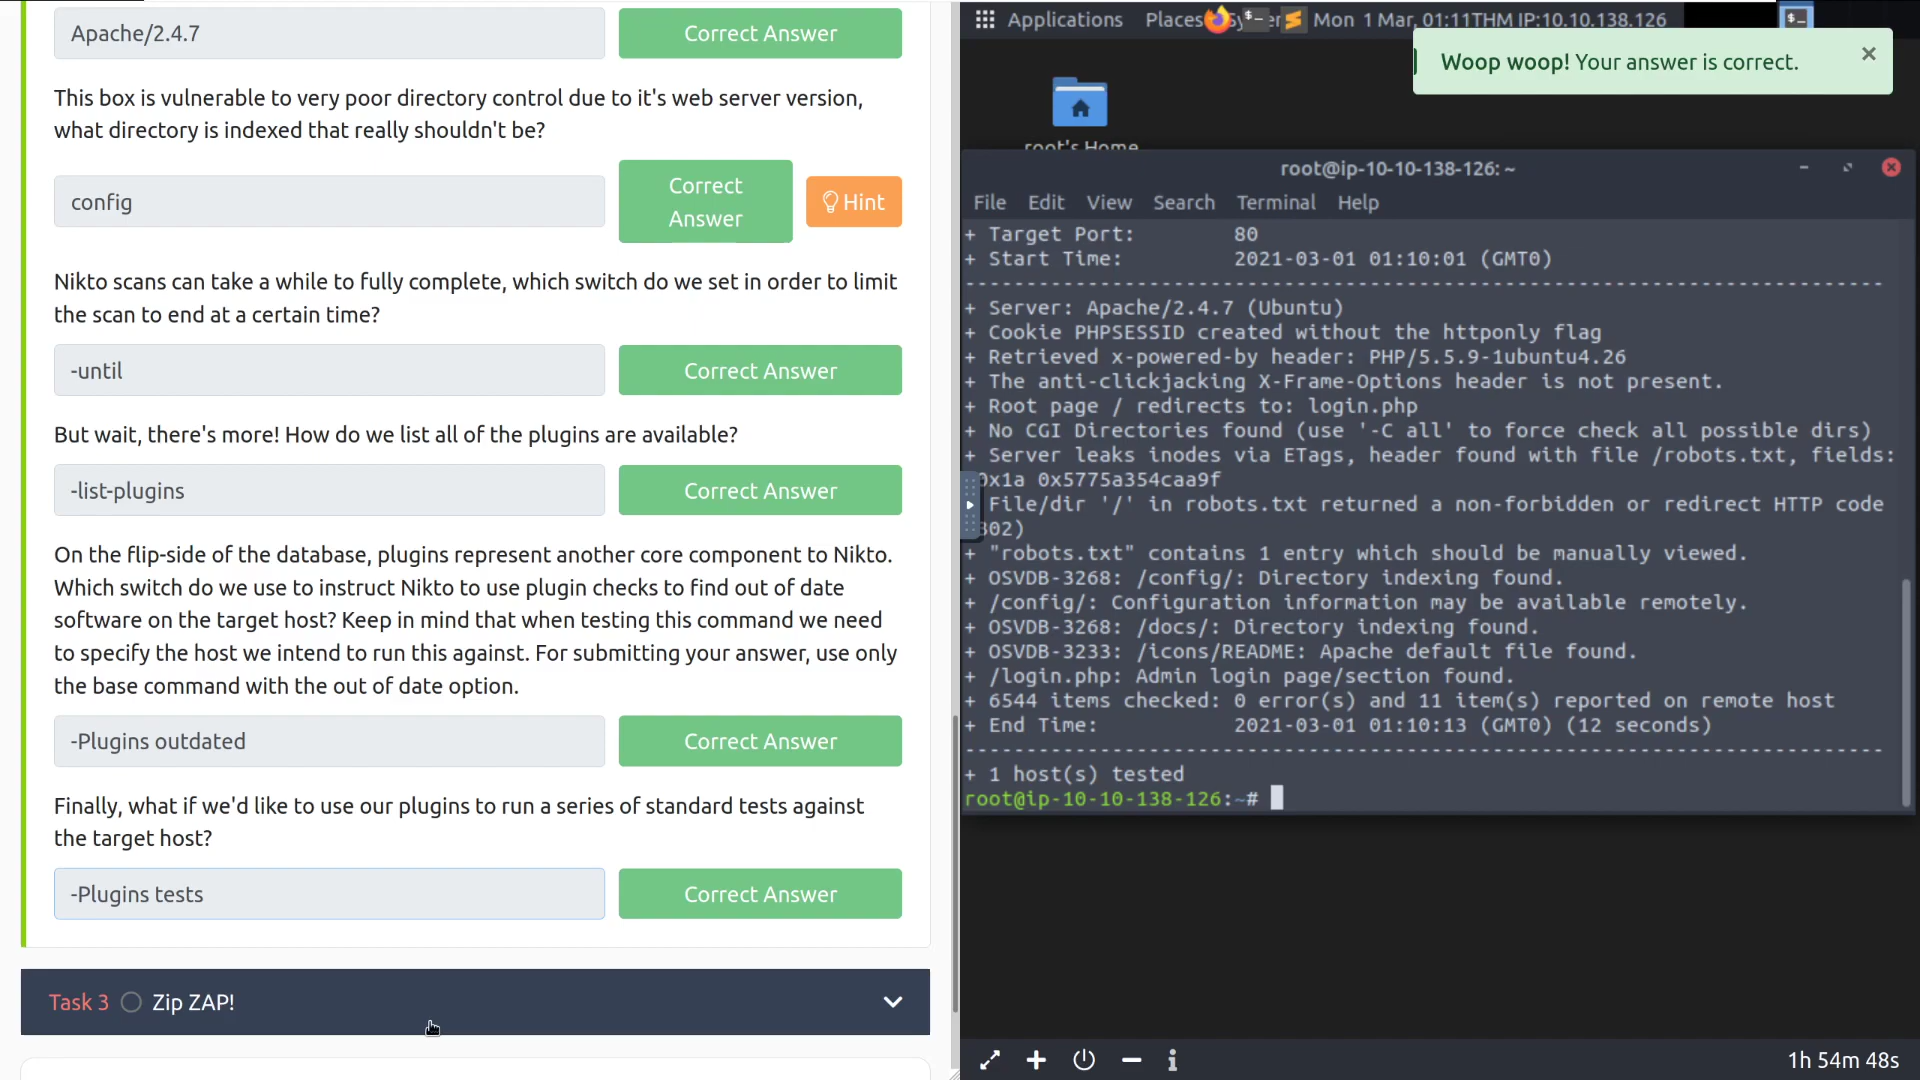 Apache/2.4.7
Correct Answer
This box is vulnerable to very poor directory control due to it's web server version,
what directory is indexed that really shouldn't be?
config
Correct
Answer
Hint
Nikto scans can take a while to fully complete, which switch do we set in order to limit
the scan to end at a certain time?
-until
Correct Answer
But wait, there's more! How do we list all of the plugins are available?
-list-plugins
Correct Answer
On the flip-side of the database, plugins represent another core component to Nikto.
Which switch do we use to instruct Nikto to use plugin checks to find out of date
software on the target host? Keep in mind that when testing this command we need
to specify the host we intend to run this against. For submitting your answer, use only
the base command with the out of date option.
-Plugins outdated
Correct Answer
Finally, what if we'd like to use our plugins to run a series of standard tests against
the target host?
-Plugins tests
Correct Answer
Task 3 Zip ZAP!
Applications Places Mon 1 Mar, 01:11 THM IP:10.10.138.126
Woop woop! Your answer is correct.
root's Home
root@ip-10-10-138-126: ~
File Edit View Search Terminal Help
+ Target Port: 80
+ Start Time: 2021-03-01 01:10:01 (GMT0)
---------------------------------------------------------------------------
+ Server: Apache/2.4.7 (Ubuntu)
+ Cookie PHPSESSID created without the httponly flag
+ Retrieved x-powered-by header: PHP/5.5.9-1ubuntu4.26
+ The anti-clickjacking X-Frame-Options header is not present.
+ Root page / redirects to: login.php
+ No CGI Directories found (use '-C all' to force check all possible dirs)
+ Server leaks inodes via ETags, header found with file /robots.txt, fields:
0x1a 0x5775a354caa9f
File/dir '/' in robots.txt returned a non-forbidden or redirect HTTP code
302)
+ "robots.txt" contains 1 entry which should be manually viewed.
+ OSVDB-3268: /config/: Directory indexing found.
+ /config/: Configuration information may be available remotely.
+ OSVDB-3268: /docs/: Directory indexing found.
+ OSVDB-3233: /icons/README: Apache default file found.
+ /login.php: Admin login page/section found.
+ 6544 items checked: 0 error(s) and 11 item(s) reported on remote host
+ End Time: 2021-03-01 01:10:13 (GMT0) (12 seconds)
---------------------------------------------------------------------------
+ 1 host(s) tested
root@ip-10-10-138-126:~#
1h 54m 48s